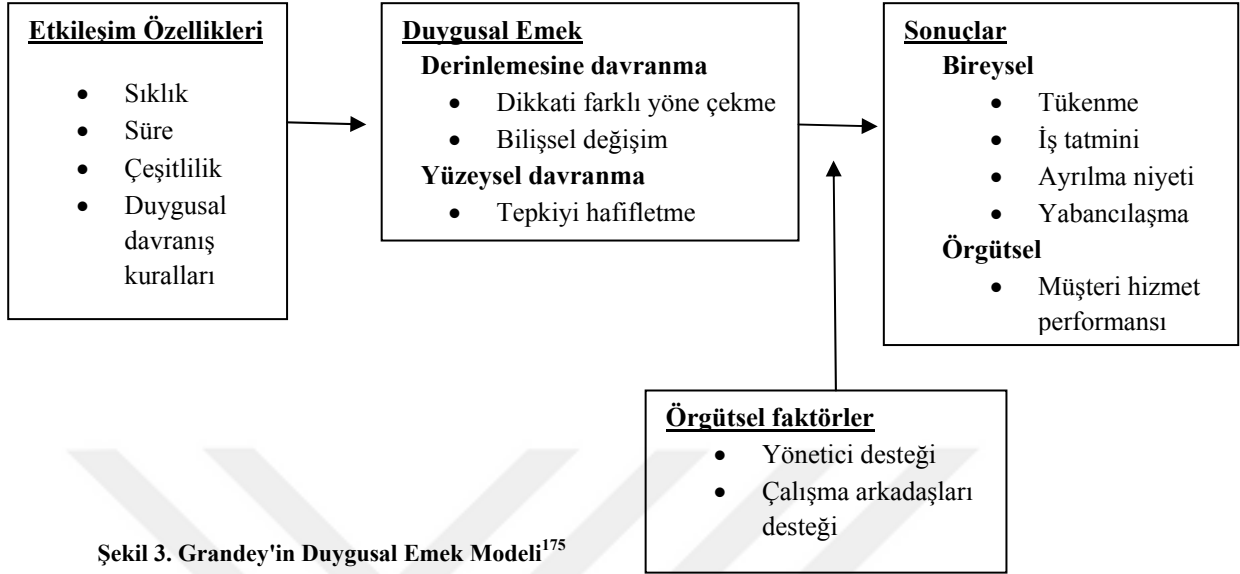 Etkileşim Özellikleri
• Sıklık
• Süre
• Çeşitlilik
• Duygusal
davranış
kuralları
Duygusal Emek
Derinlemesine davranma
• Dikkati farklı yöne çekme
• Bilişsel değişim
Yüzeysel davranma
• Tepkiyi hafifletme
Sonuçlar
Bireysel
• Tükenme
• İş tatmini
• Ayrılma niyeti
• Yabancılaşma
Örgütsel
• Müşteri hizmet
performansı
Örgütsel faktörler
• Yönetici desteği
• Çalışma arkadaşları
desteği
Şekil 3. Grandey'in Duygusal Emek Modeli175